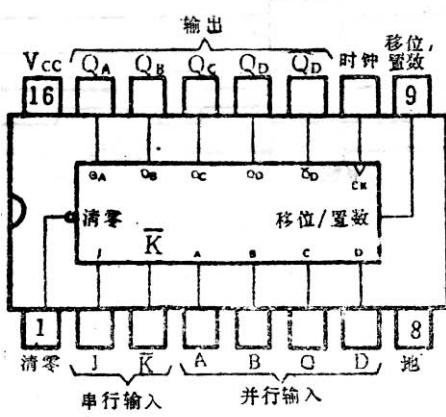 输出
VCC QA QB QC QD Q̅D 时钟 移位/置数
16 9
QA QB QC QD Q̅D CK
清零 移位/置数
J K̅ A B C D
1 8
清零 J K̅ A B C D 地
串行输入 并行输入